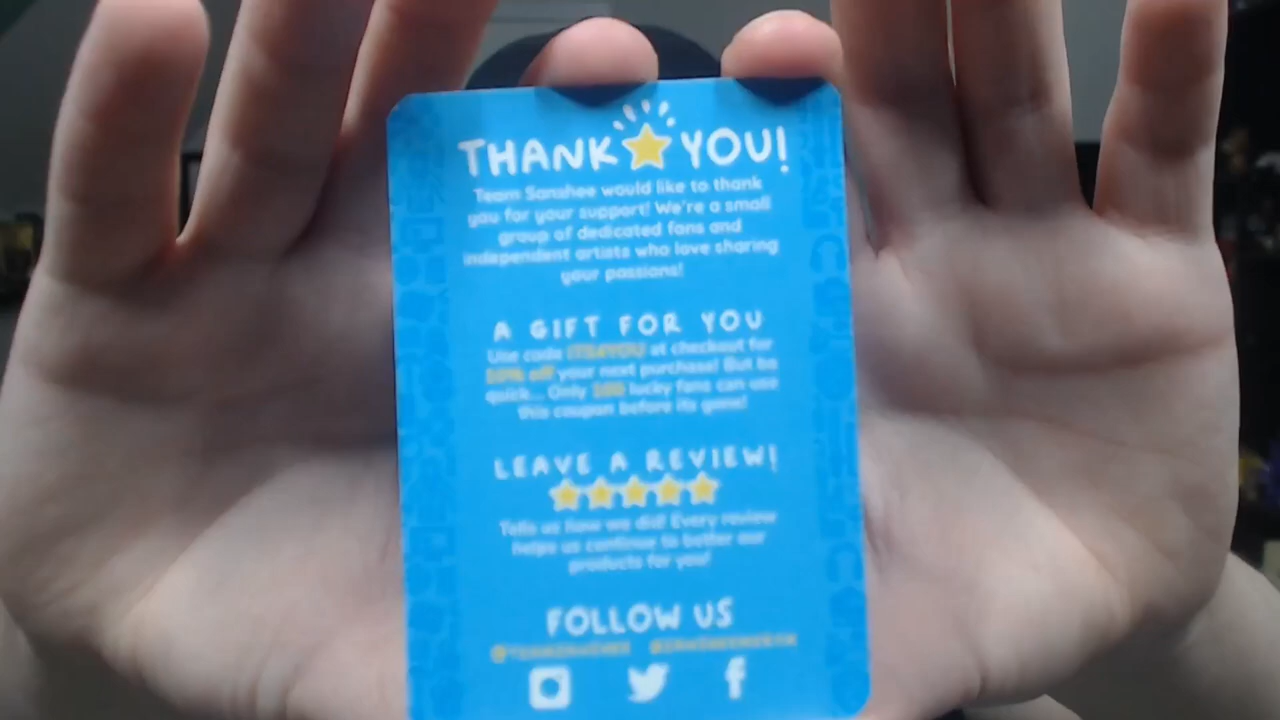 THANK YOU!
Team Sanshee would like to thank
you for your support! We're a small
group of dedicated fans and
independent artists who love sharing
your passions!
A GIFT FOR YOU
Use code at checkout for
off your next purchase! But be
quick... Only lucky fans can use
this coupon before its gone!
LEAVE A REVIEW!
Tells us how we did! Every review
helps us continue to better our
products for you!
FOLLOW US